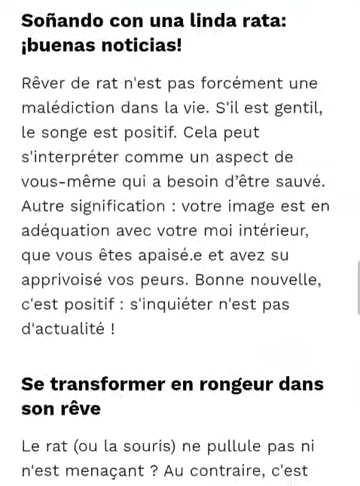 Soñando con una linda rata:
¡buenas noticias!
Rêver de rat n'est pas forcément une
malédiction dans la vie. S'il est gentil,
le songe est positif. Cela peut
s'interpréter comme un aspect de
vous-même qui a besoin d'être sauvé.
Autre signification : votre image est en
adéquation avec votre moi intérieur,
que vous êtes apaisé.e et avez su
apprivoisé vos peurs. Bonne nouvelle,
c'est positif : s'inquiéter n'est pas
d'actualité !
Se transformer en rongeur dans
son rêve
Le rat (ou la souris) ne pullule pas ni
n'est menaçant ? Au contraire, c'est